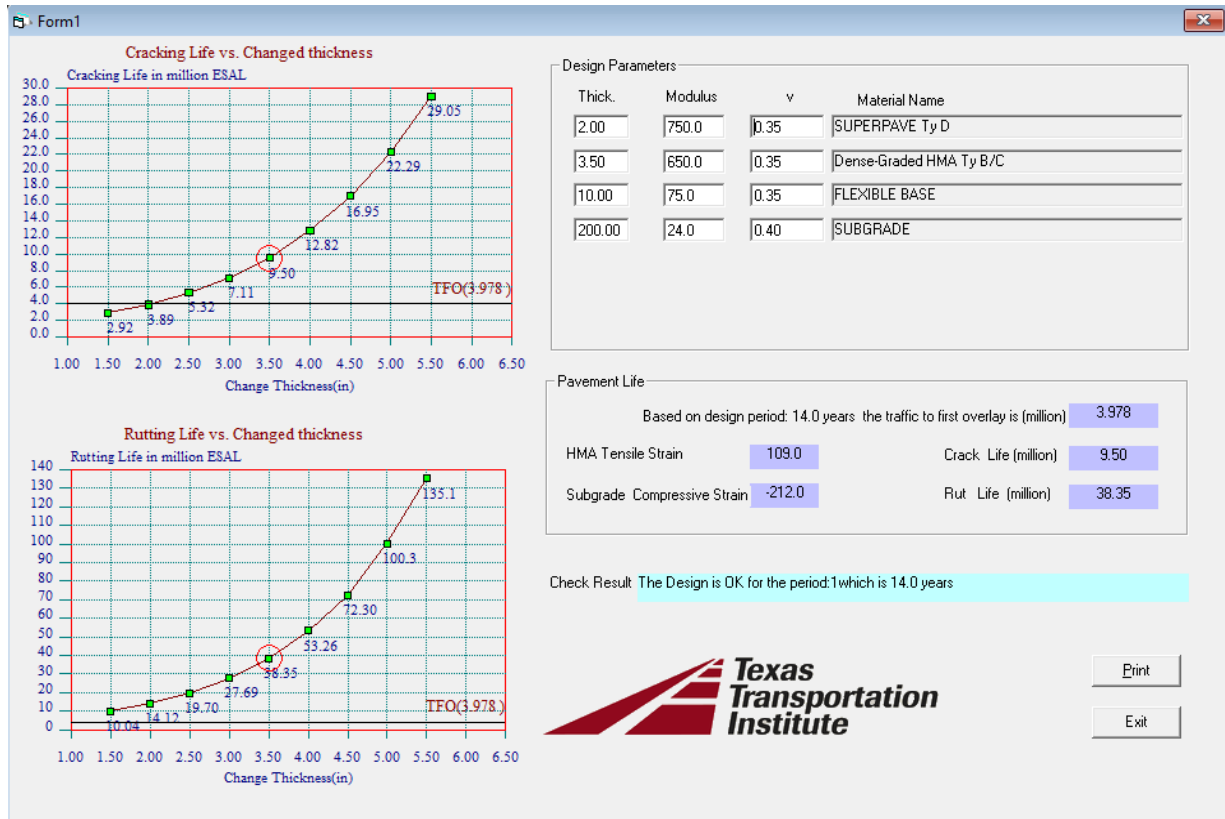 Form1
Cracking Life vs. Changed thickness
Cracking Life in million ESAL
30.0
28.0
26.0
24.0
22.0
20.0
18.0
16.0
14.0
12.0
10.0
8.0
6.0
4.0
2.0
0.0
2.92
3.89
5.32
7.11
9.50
12.82
16.95
22.29
29.05
TFO(3.978 )
1.00 1.50 2.00 2.50 3.00 3.50 4.00 4.50 5.00 5.50 6.00 6.50
Change Thickness(in)
Rutting Life vs. Changed thickness
Rutting Life in million ESAL
140
130
120
110
100
90
80
70
60
50
40
30
20
10
0
10.04
14.12
19.70
27.69
38.35
53.26
72.30
100.3
135.1
TFO(3.978 )
1.00 1.50 2.00 2.50 3.00 3.50 4.00 4.50 5.00 5.50 6.00 6.50
Change Thickness(in)
Design Parameters
Thick. Modulus v Material Name
2.00 750.0 0.35 SUPERPAVE Ty D
3.50 650.0 0.35 Dense-Graded HMA Ty B/C
10.00 75.0 0.35 FLEXIBLE BASE
200.00 24.0 0.40 SUBGRADE
Pavement Life
Based on design period: 14.0 years the traffic to first overlay is (million) 3.978
HMA Tensile Strain 109.0 Crack Life (million) 9.50
Subgrade Compressive Strain -212.0 Rut Life (million) 38.35
Check Result The Design is OK for the period:1which is 14.0 years
Texas
Transportation
Institute
Print
Exit